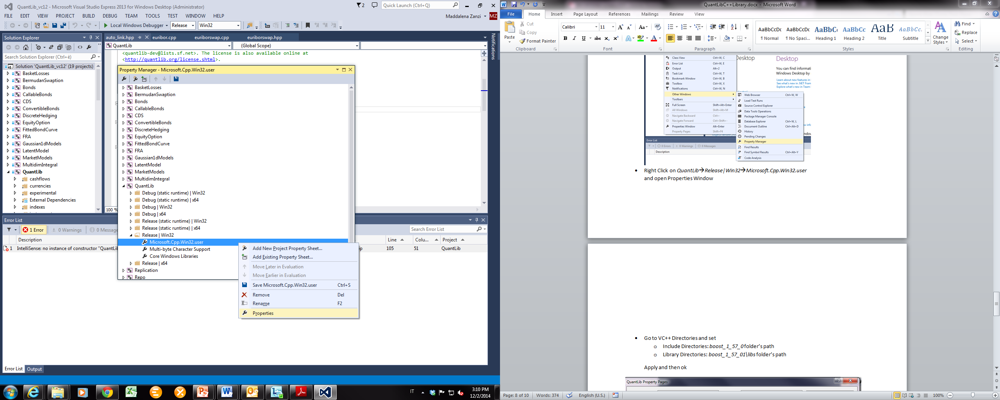 QuantLib_vc12 - Microsoft Visual Studio Express 2013 for Windows Desktop (Administrator)
2
Quick Launch (Ctrl+Q)
FILE EDIT VIEW PROJECT BUILD DEBUG TEAM TOOLS TEST WINDOW HELP
Maddalena Zanzi MZ
Local Windows Debugger Release Win32
Solution Explorer
Search Solution Explorer (Ctrl+è)
Solution 'QuantLib_vc12' (19 projects)
BasketLosses
BermudanSwaption
Bonds
CallableBonds
CDS
ConvertibleBonds
DiscreteHedging
EquityOption
FittedBondCurve
FRA
Gaussian1dModels
LatentModel
MarketModels
MultidimIntegral
QuantLib
cashflows
currencies
experimental
External Dependencies
indexes
auto_link.hpp euribor.cpp euriborswap.cpp euriborswap.hpp
QuantLib (Global Scope)
<quantlib-dev@lists.sf.net>. The license is also available online at
<http://quantlib.org/license.shtml>.
Notifications
100 %
Property Manager - Microsoft.Cpp.Win32.user
BasketLosses
BermudanSwaption
Bonds
CallableBonds
CDS
ConvertibleBonds
DiscreteHedging
EquityOption
FittedBondCurve
FRA
Gaussian1dModels
LatentModel
MarketModels
MultidimIntegral
QuantLib
Debug (static runtime) | Win32
Debug (static runtime) | x64
Debug | Win32
Debug | x64
Release (static runtime) | Win32
Release (static runtime) | x64
Release | Win32
Microsoft.Cpp.Win32.user
Multi-byte Character Support
Core Windows Libraries
Release | x64
Replication
Repo
Add New Project Property Sheet...
Add Existing Property Sheet...
Move Later in Evaluation
Move Earlier in Evaluation
Save Microsoft.Cpp.Win32.user Ctrl+S
Remove Del
Rename F2
Properties
Error List
1 Error 0 Warnings 0 Message
Search Error List
Description Line Colu... Project
1 IntelliSense: no instance of constructor "QuantLi pp 105 51 QuantLib
Error List Output
IT
3:10 PM
12/2/2014
QuantLibC++Library.docx - Microsoft Word
File Home Insert Page Layout References Mailings Review View
Paste
Cut
Copy
Format Painter
Clipboard
Calibri 11
Font
Paragraph
AaBbCcDc AaBbCcDc AaBbC AaBbCc AaB AaBbCc.
¶ Normal ¶ No Spaci... Heading 1 Heading 2 Title Subtitle
Styles
Change Styles
Find
Replace
Select
Editing
Class View Ctrl+W, C
Error List Ctrl+W, E
Output Alt+2
Task List Ctrl+W, T
Bookmark Window Ctrl+W, B
Toolbox Ctrl+W, X
Notifications Ctrl+W, N
Other Windows
Toolbars
Full Screen Shift+Alt+Enter
All Windows Shift+Alt+M
Navigate Backward Ctrl+-
Navigate Forward Ctrl+Shift+-
Properties Window Alt+Enter
Property Pages Shift+F4
Desktop Desktop
You can find informati
Windows Desktop by
Learn about new features in
See what's new in .NET Fram
Explore what's new in Team
Web Browser Ctrl+W, W
Load Test Runs
Source Control Explorer
Data Tools Operations
Package Manager Console
Database Explorer Ctrl+W, L
Document Outline Ctrl+Alt+D
History
Pending Changes
Property Manager
Find Results
Find Symbol Results Ctrl+Alt+Y
Code Analysis
Error List
0 Errors 0 Warnings 0 Messages
Description
• Right Click on QuantLib→Release|Win32→Microsoft.Cpp.Win32.user
and open Properties Window
• Go to VC++ Directories and set
o Include Directories: boost_1_57_0 folder's path
o Library Directories: boost_1_57_01\libs folder's path
Apply and then ok
QuantLib Property Pages
Page: 8 of 10 Words: 374 English (U.S.) 100%